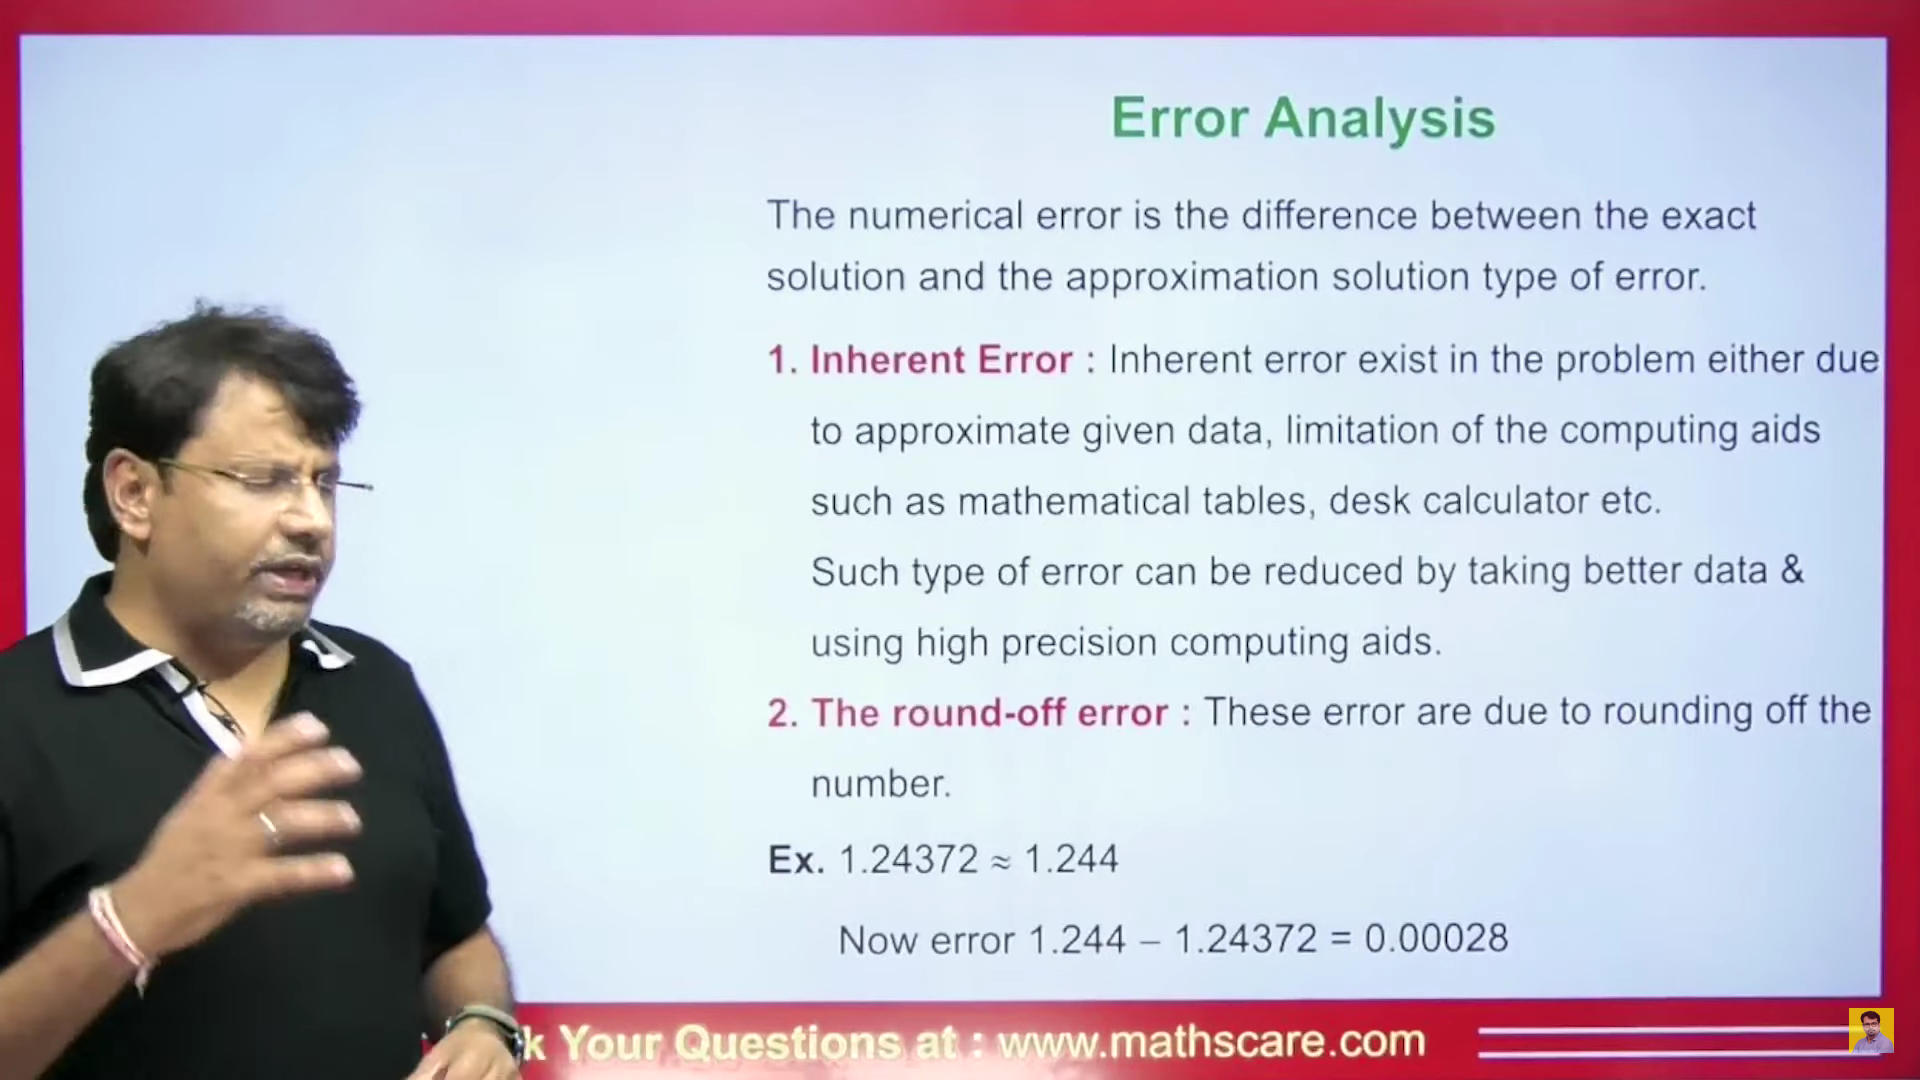 Error Analysis
The numerical error is the difference between the exact
solution and the approximation solution type of error.
1. Inherent Error : Inherent error exist in the problem either due
to approximate given data, limitation of the computing aids
such as mathematical tables, desk calculator etc.
Such type of error can be reduced by taking better data &
using high precision computing aids.
2. The round-off error : These error are due to rounding off the
number.
Ex. 1.24372 ≈ 1.244
Now error 1.244 – 1.24372 = 0.00028
k Your Questions at : www.mathscare.com